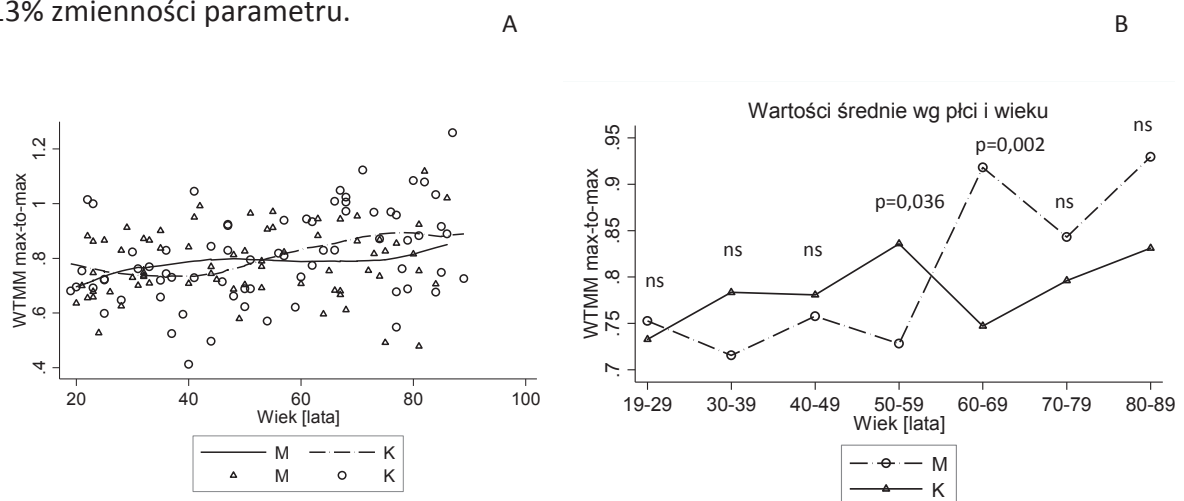 13% zmienności parametru.
A
B
WTMM max-to-max
1.2
1
.8
.6
.4
20 40 60 80 100
Wiek [lata]
M K
M K
Wartości średnie wg płci i wieku
WTMM max-to-max
.95
.9
.85
.8
.75
.7
ns
ns
ns
p=0,036
p=0,002
ns
ns
19-29 30-39 40-49 50-59 60-69 70-79 80-89
Wiek [lata]
M
K